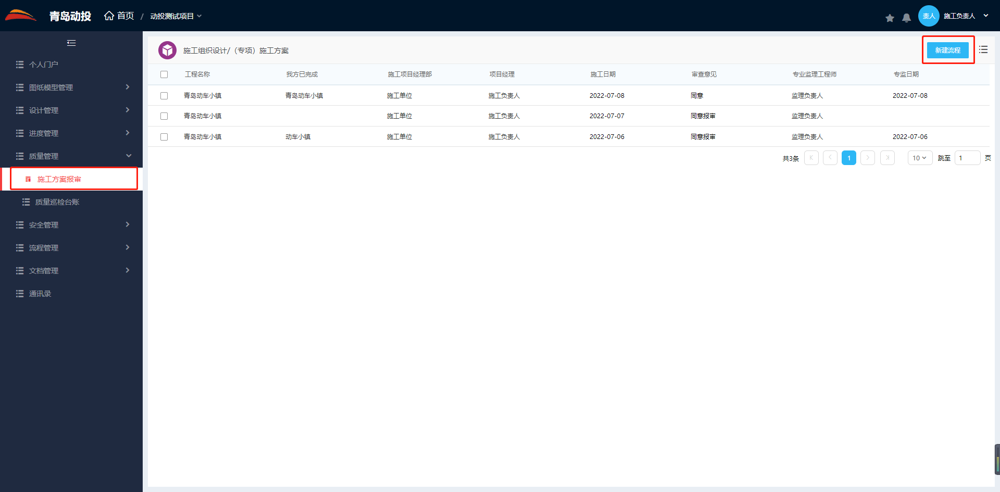 青岛动投 首页 / 动投测试项目
责人 施工负责人
个人门户
图纸模型管理
设计管理
进度管理
质量管理
施工方案报审
质量巡检台账
安全管理
流程管理
文档管理
通讯录
施工组织设计/（专项）施工方案
新建流程
工程名称 我方已完成 施工项目经理部 项目经理 施工日期 审查意见 专业监理工程师 专监日期
青岛动车小镇 青岛动车小镇 施工单位 施工负责人 2022-07-08 同意 监理负责人 2022-07-08
青岛动车小镇 施工单位 施工负责人 2022-07-07 同意报审 监理负责人
青岛动车小镇 动车小镇 施工单位 施工负责人 2022-07-06 同意报审 监理负责人 2022-07-06
共3条 1 10 跳至 1 页